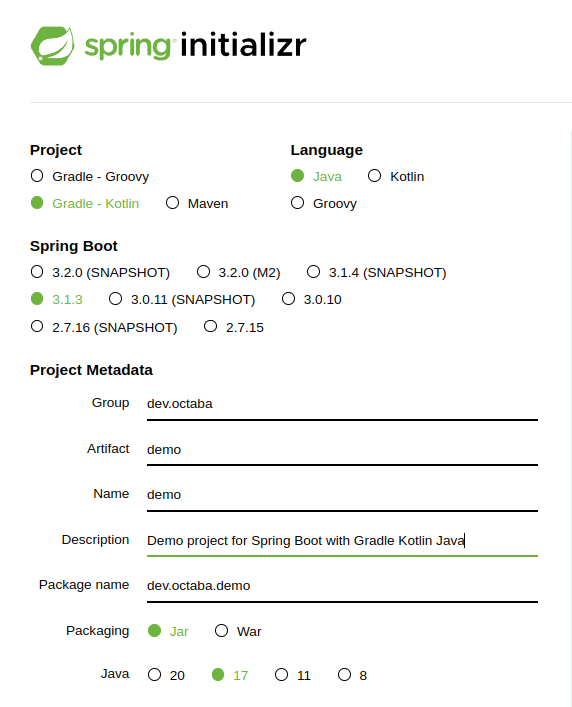 spring initializr
Project
Language
Gradle - Groovy
Java Kotlin
Gradle - Kotlin Maven
Groovy
Spring Boot
3.2.0 (SNAPSHOT) 3.2.0 (M2) 3.1.4 (SNAPSHOT)
3.1.3 3.0.11 (SNAPSHOT) 3.0.10
2.7.16 (SNAPSHOT) 2.7.15
Project Metadata
Group dev.octaba
Artifact demo
Name demo
Description Demo project for Spring Boot with Gradle Kotlin Java
Package name dev.octaba.demo
Packaging Jar War
Java 20 17 11 8